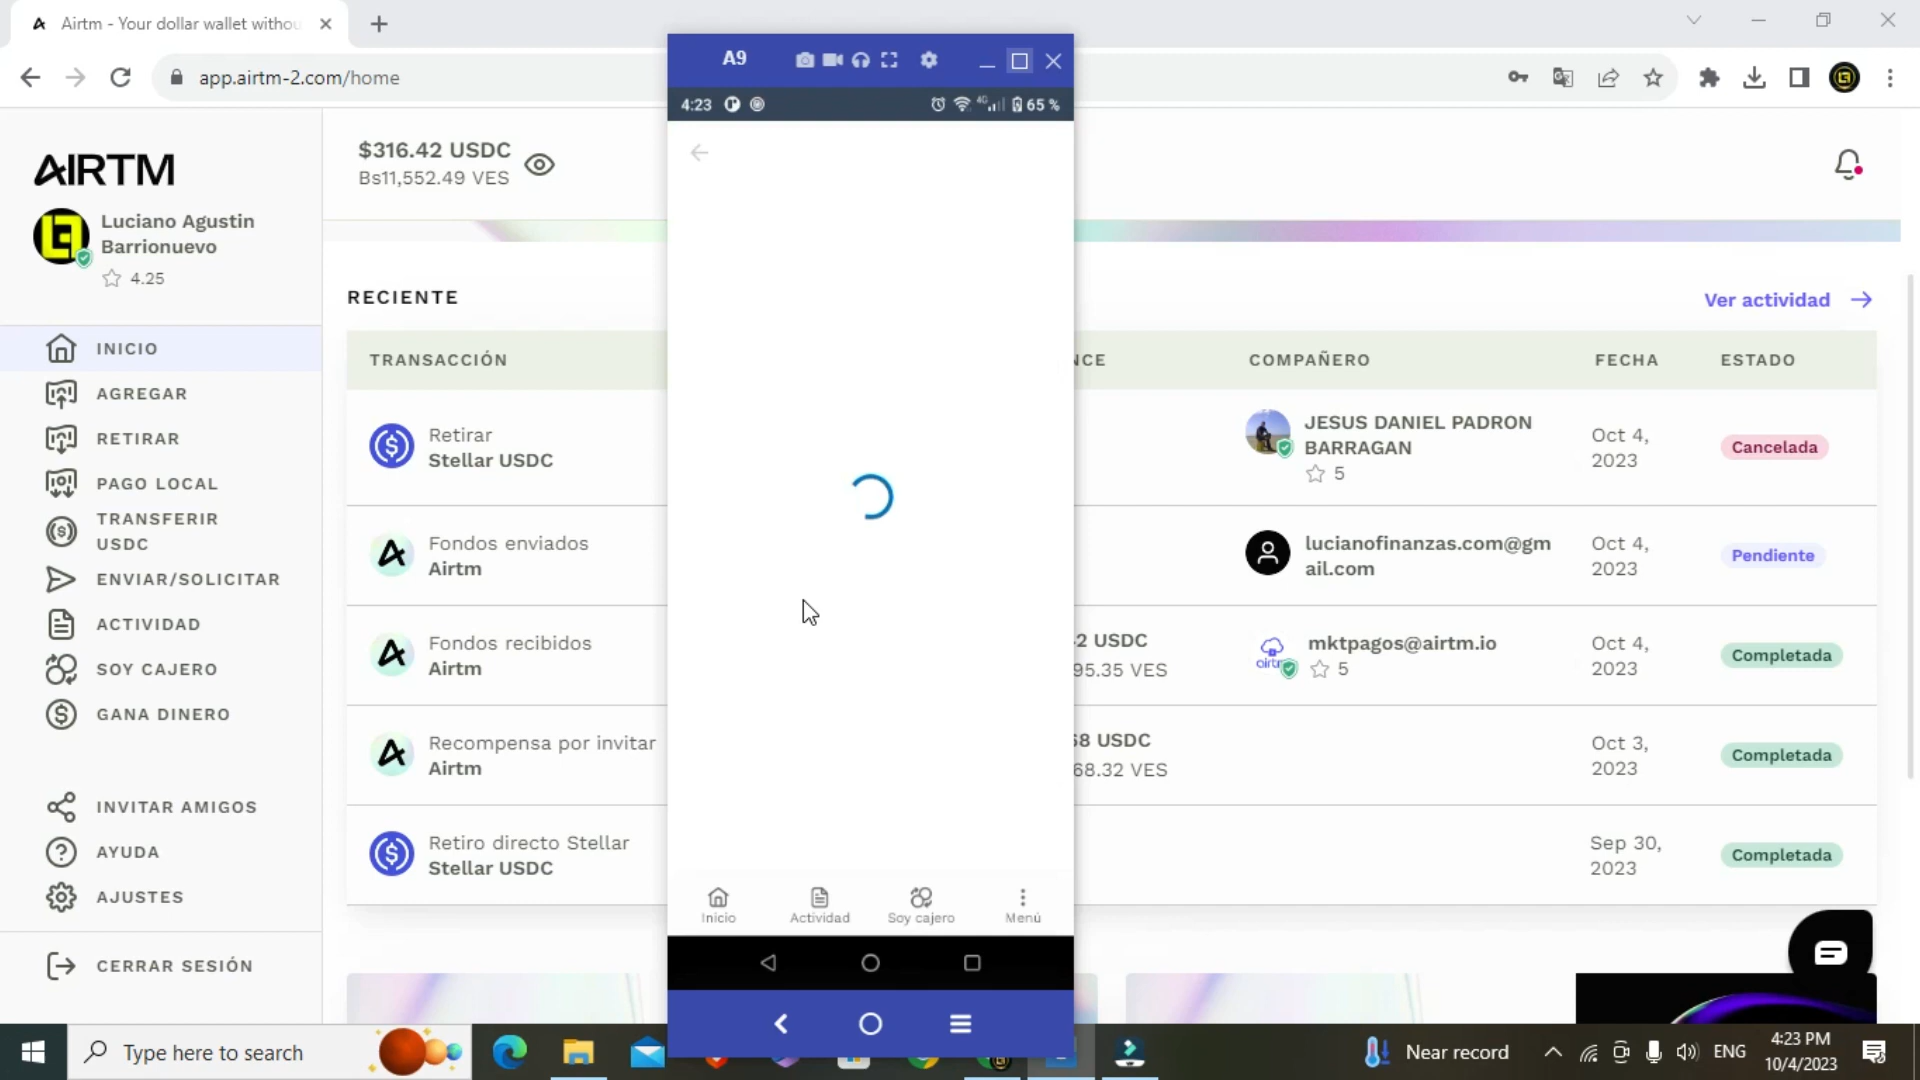 Airtm - Your dollar wallet withou
app.airtm-2.com/home
A9
4:23
4G
65 %
AIRTM
Luciano Agustin
Barrionuevo
4.25
$316.42 USDC
Bs11,552.49 VES
INICIO
AGREGAR
RETIRAR
PAGO LOCAL
TRANSFERIR
USDC
ENVIAR/SOLICITAR
ACTIVIDAD
SOY CAJERO
GANA DINERO
INVITAR AMIGOS
AYUDA
AJUSTES
CERRAR SESIÓN
RECIENTE
Ver actividad
TRANSACCIÓN
NCE
COMPAÑERO
FECHA
ESTADO
Retirar
Stellar USDC
JESUS DANIEL PADRON
BARRAGAN
5
Oct 4,
2023
Cancelada
Fondos enviados
Airtm
lucianofinanzas.com@gm
ail.com
Oct 4,
2023
Pendiente
Fondos recibidos
Airtm
2 USDC
95.35 VES
airtm
mktpagos@airtm.io
5
Oct 4,
2023
Completada
Recompensa por invitar
Airtm
68 USDC
68.32 VES
Oct 3,
2023
Completada
Retiro directo Stellar
Stellar USDC
Sep 30,
2023
Completada
Inicio
Actividad
Soy cajero
Menú
Type here to search
Near record
ENG
4:23 PM
10/4/2023